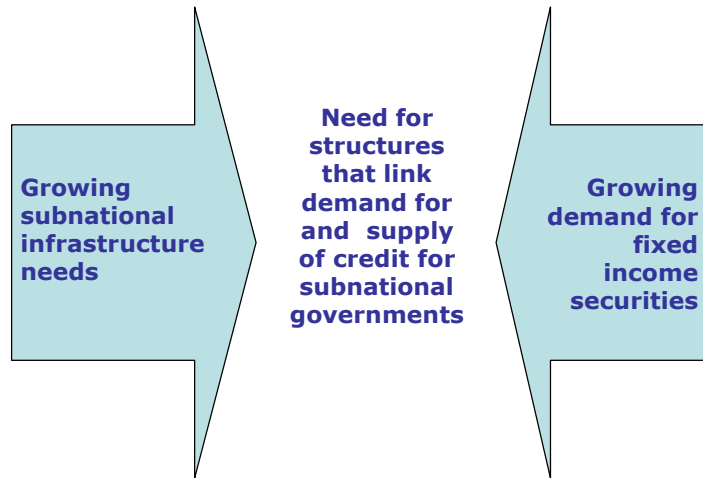 Growing
subnational
infrastructure
needs
Need for
structures
that link
demand for
and supply
of credit for
subnational
governments
Growing
demand for
fixed
income
securities